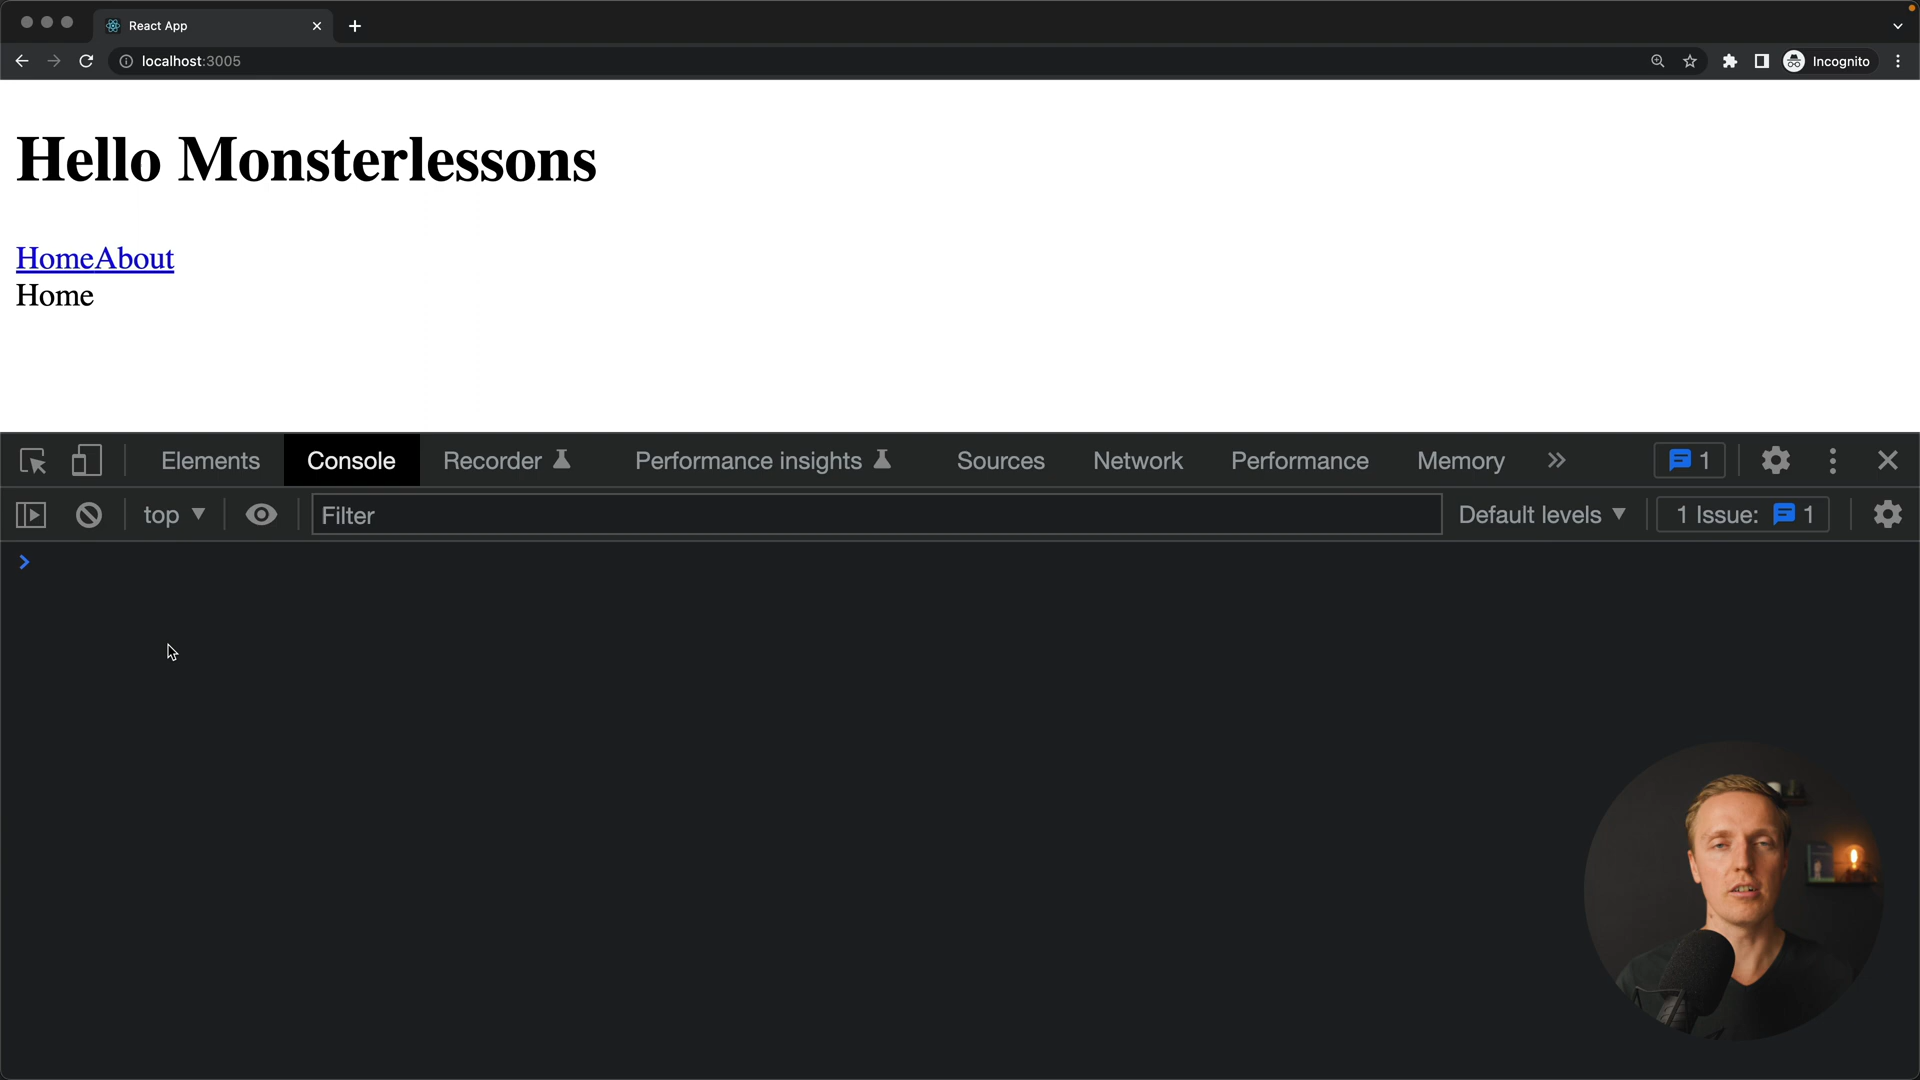 React App
localhost:3005
Incognito
Hello Monsterlessons
HomeAbout
Home
Elements Console Recorder Performance insights Sources Network Performance Memory 1
top Filter Default levels 1 Issue: 1